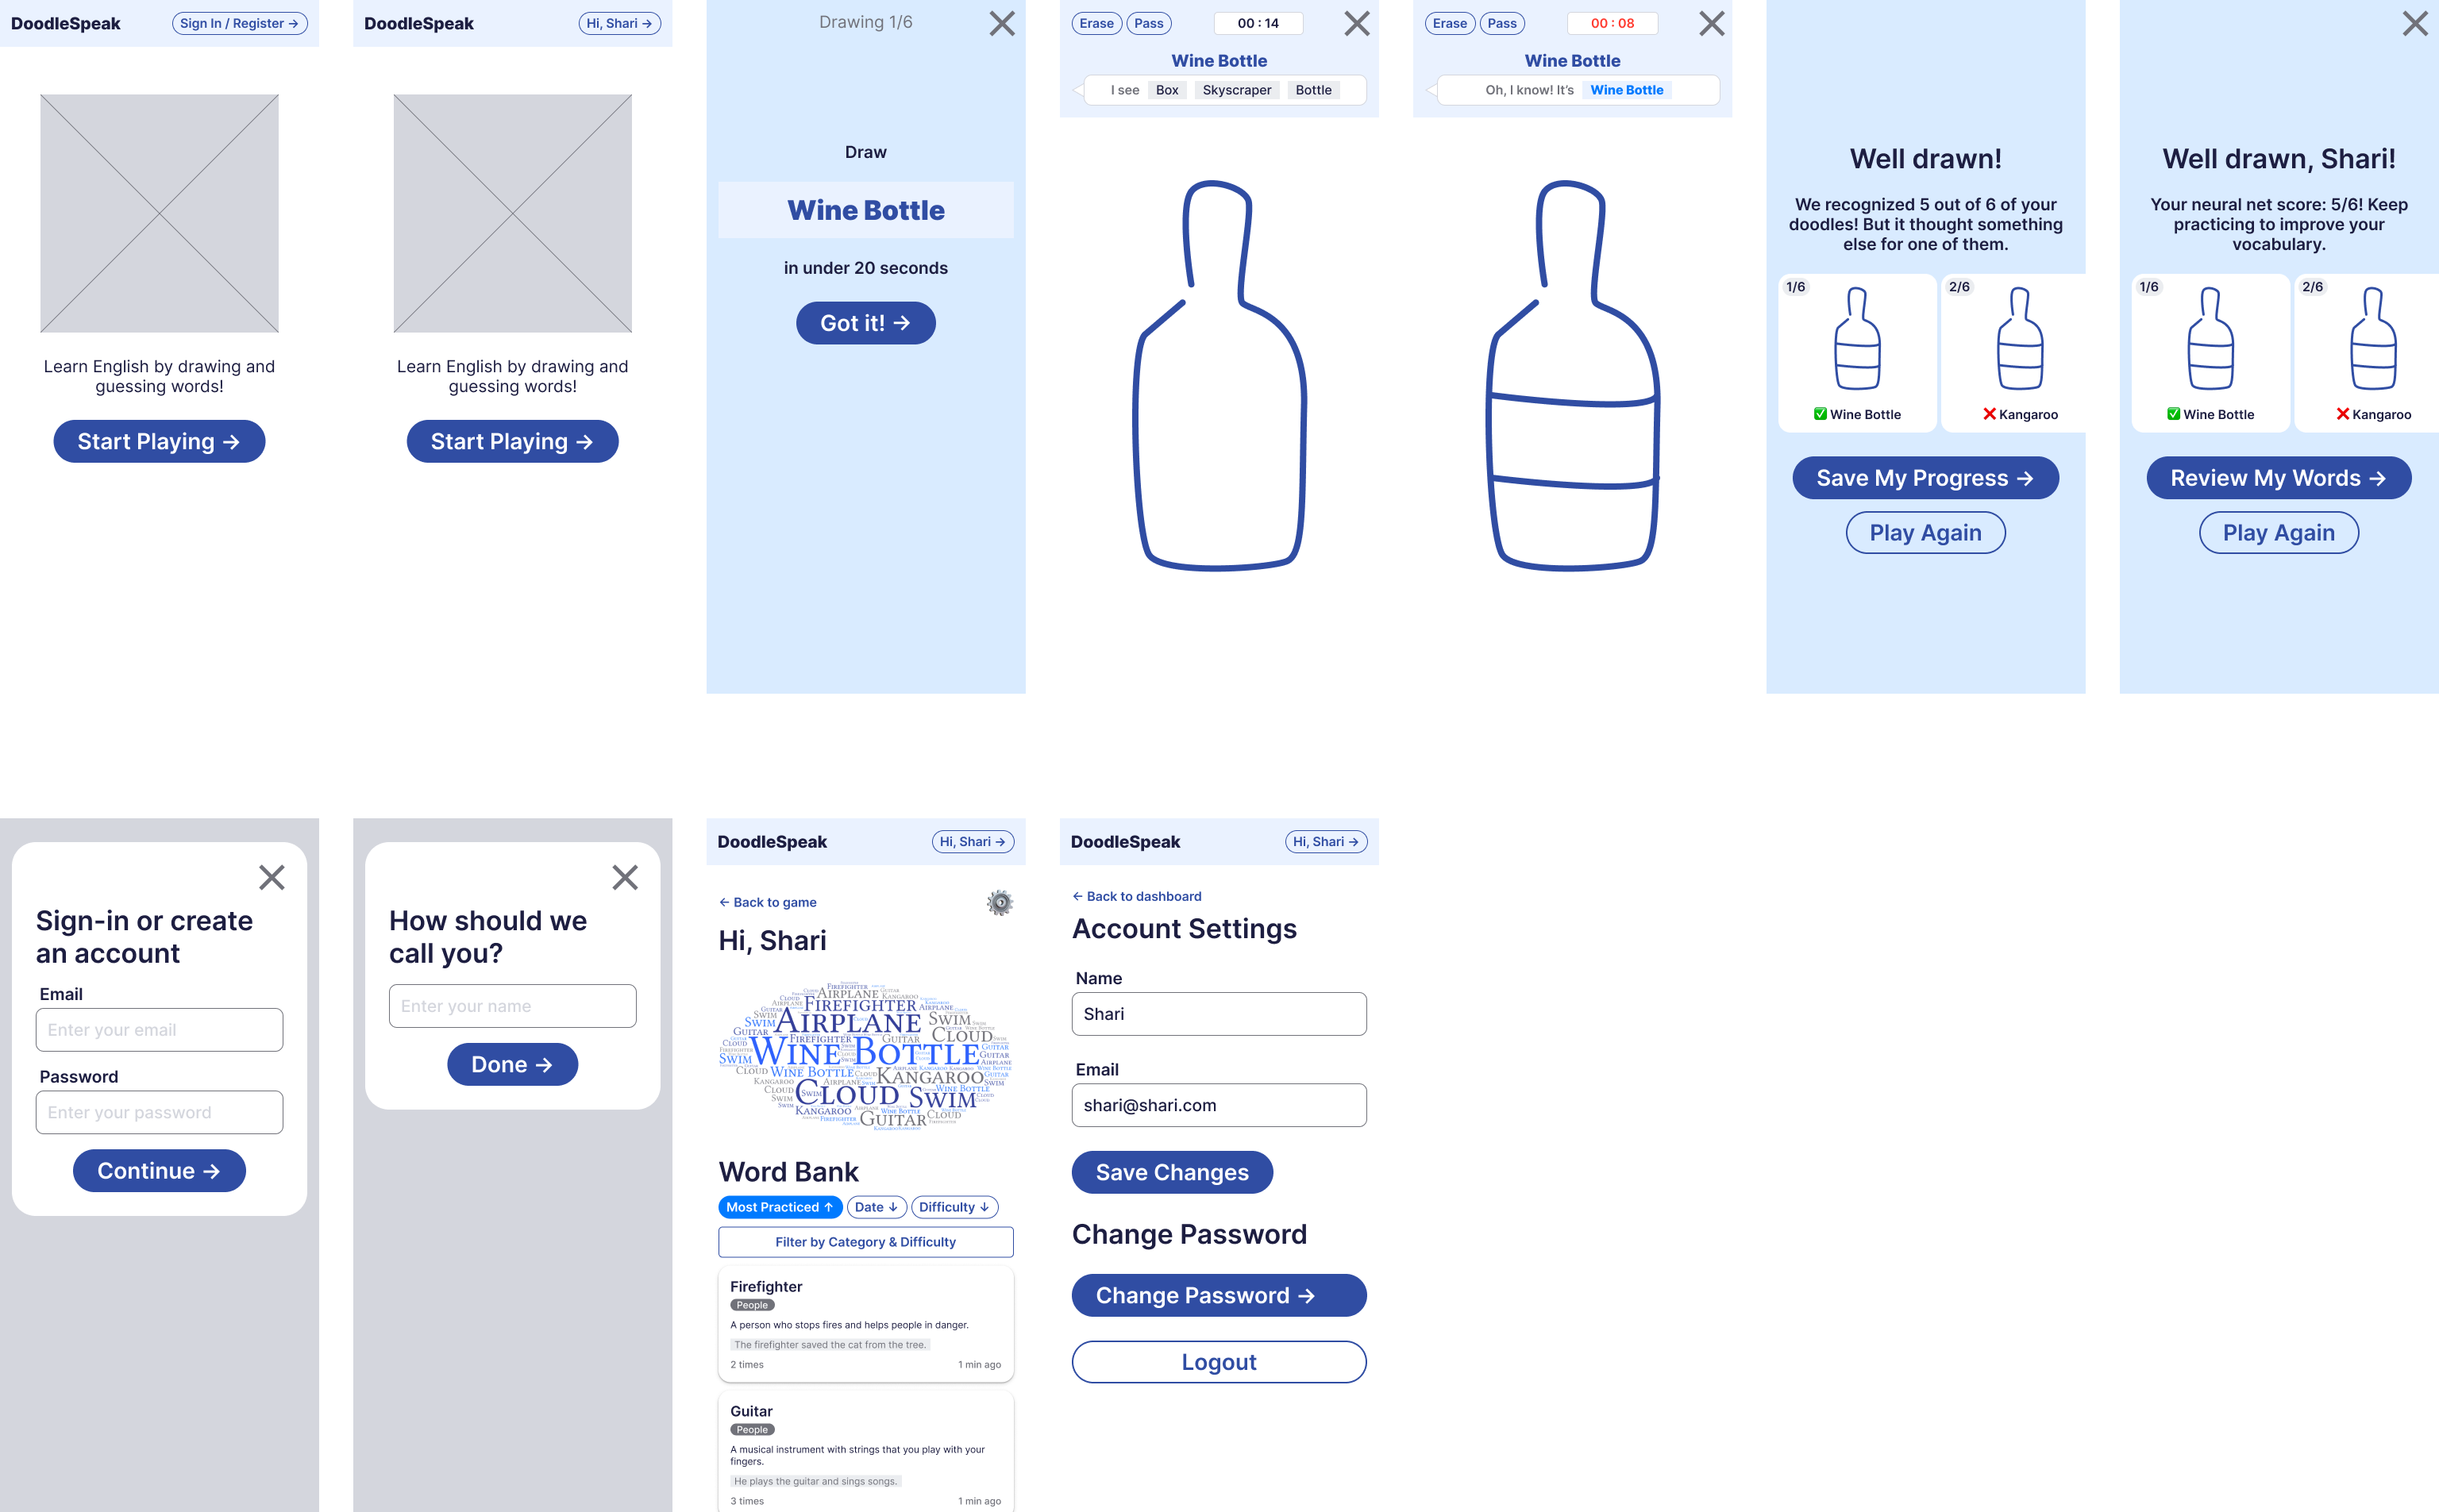 DoodleSpeak
Sign In / Register →
Learn English by drawing and
guessing words!
Start Playing →
DoodleSpeak
Hi, Shari →
Learn English by drawing and
guessing words!
Start Playing →
Drawing 1/6
Draw
Wine Bottle
in under 20 seconds
Got it! →
Erase
Pass
00 : 14
Wine Bottle
I see Box Skyscraper Bottle
Erase
Pass
00 : 08
Wine Bottle
Oh, I know! It's Wine Bottle
Well drawn!
We recognized 5 out of 6 of your
doodles! But it thought something
else for one of them.
1/6
✅ Wine Bottle
2/6
❌ Kangaroo
Save My Progress →
Play Again
Well drawn, Shari!
Your neural net score: 5/6! Keep
practicing to improve your
vocabulary.
1/6
✅ Wine Bottle
2/6
❌ Kangaroo
Review My Words →
Play Again
Sign-in or create
an account
Email
Enter your email
Password
Enter your password
Continue →
How should we
call you?
Enter your name
Done →
DoodleSpeak
Hi, Shari →
← Back to game
Hi, Shari
Firefighter
Airplane
Swim
Cloud
Wine Bottle
Kangaroo
Cloud
Swim
Guitar
Word Bank
Most Practiced ↑
Date ↓
Difficulty ↓
Filter by Category & Difficulty
Firefighter
People
A person who stops fires and helps people in danger.
The firefighter saved the cat from the tree.
2 times
1 min ago
Guitar
People
A musical instrument with strings that you play with your
fingers.
He plays the guitar and sings songs.
3 times
1 min ago
DoodleSpeak
Hi, Shari →
← Back to dashboard
Account Settings
Name
Shari
Email
shari@shari.com
Save Changes
Change Password
Change Password →
Logout